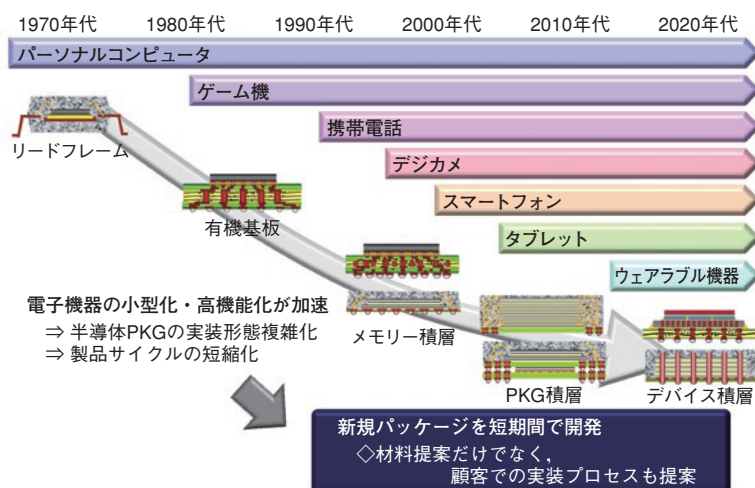 1970年代 1980年代 1990年代 2000年代 2010年代 2020年代
パーソナルコンピュータ
ゲーム機
携帯電話
デジカメ
スマートフォン
タブレット
ウェアラブル機器
リードフレーム
有機基板
メモリー積層
PKG積層
デバイス積層
電子機器の小型化・高機能化が加速
⇒ 半導体PKGの実装形態複雑化
⇒ 製品サイクルの短縮化
新規パッケージを短期間で開発
◇材料提案だけでなく，
顧客での実装プロセスも提案